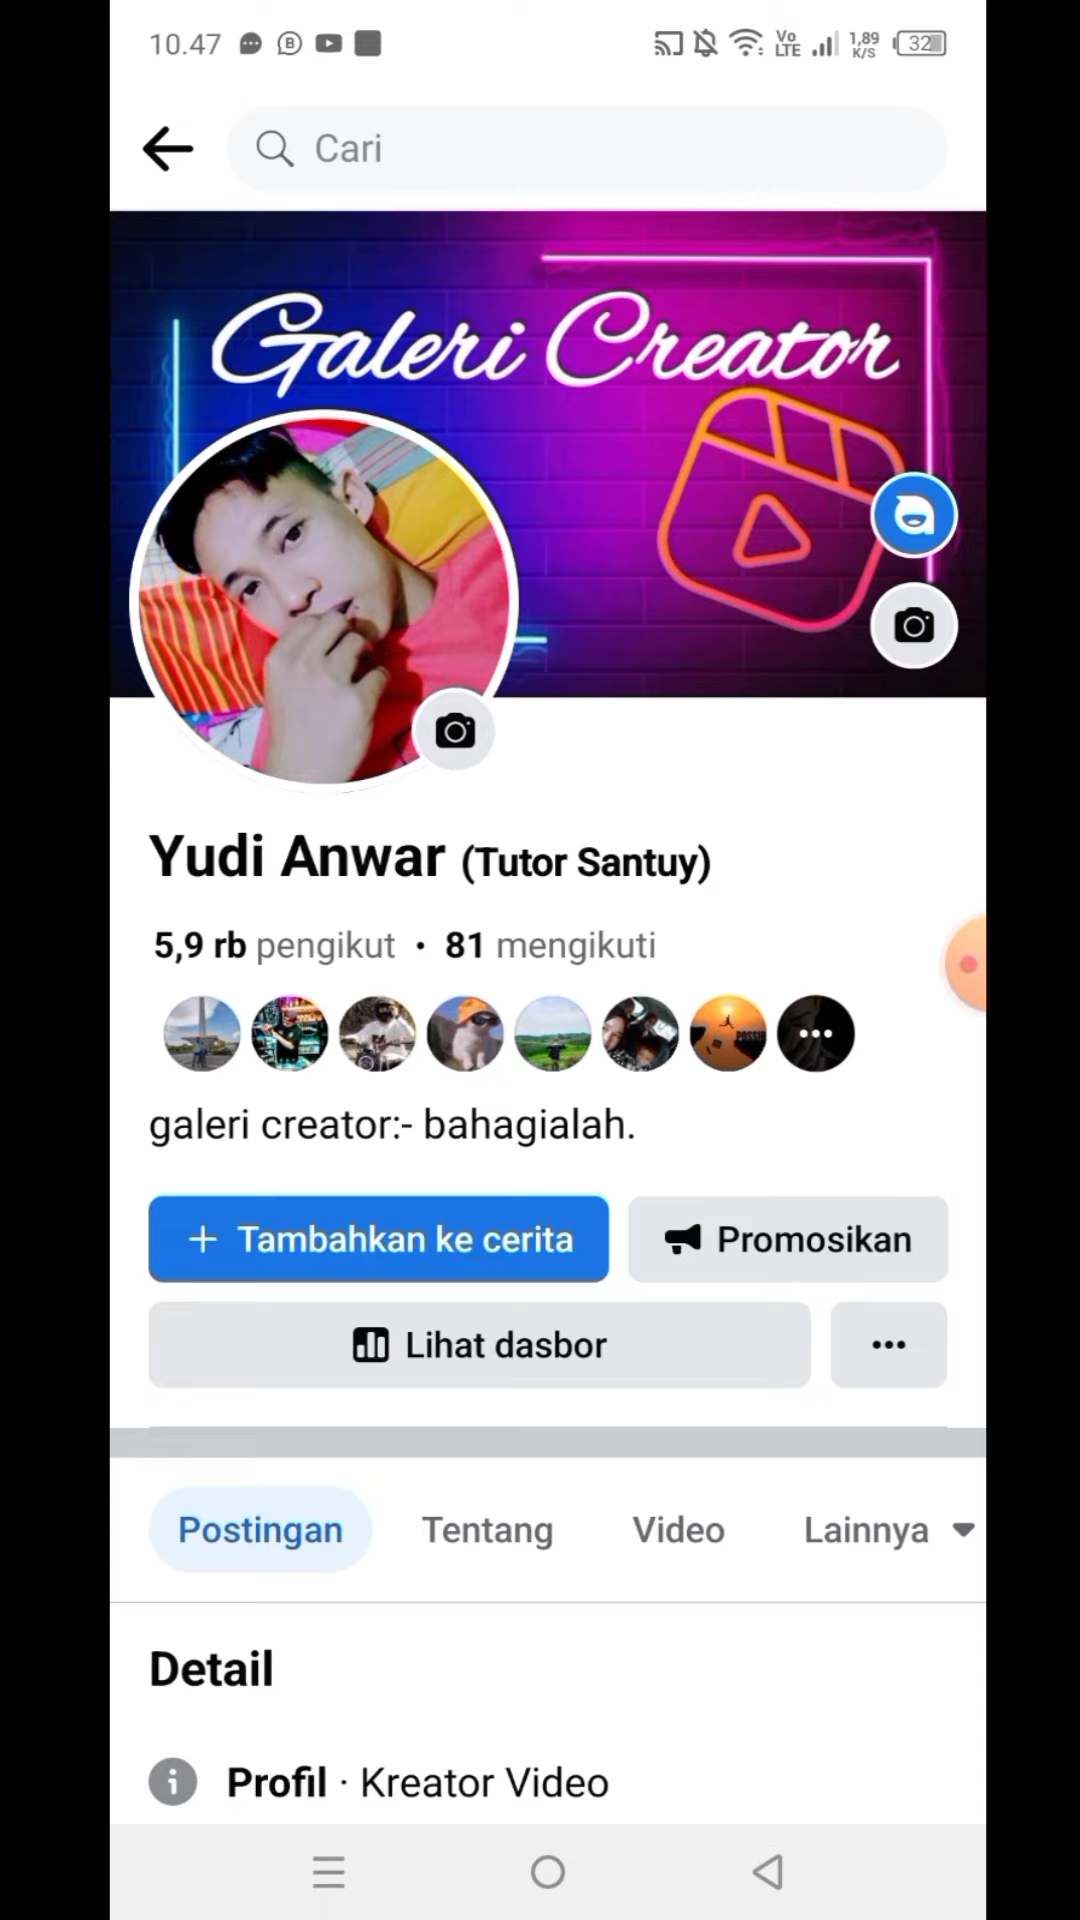 10.47
Vo
LTE
1,89
K/S
32
Cari
Galeri Creator
Yudi Anwar (Tutor Santuy)
5,9 rb pengikut • 81 mengikuti
POSSIB
galeri creator:- bahagialah.
+ Tambahkan ke cerita
Promosikan
Lihat dasbor
Postingan Tentang Video Lainnya
Detail
Profil · Kreator Video